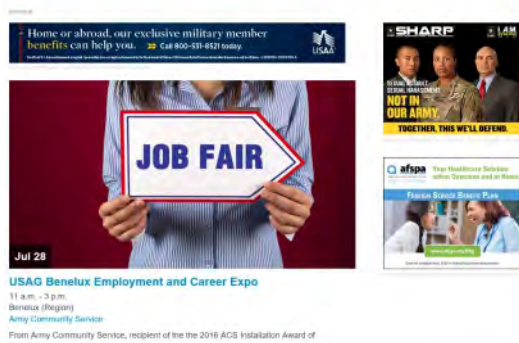 Home or abroad, our exclusive military member
benefits can help you. Call 800-531-8521 today.
USAA
SHARP
I. AM
SEXUAL ASSAULT
SEXUAL HARASSMENT
NOT IN
OUR ARMY
TOGETHER, THIS WE'LL DEFEND.
JOB FAIR
Jul 28
afspa
Your Healthcare Solution
FOREIGN SERVICE BENEFIT PLAN
USAG Benelux Employment and Career Expo
11 a.m. - 3 p.m.
Benelux (Region)
Army Community Service
From Army Community Service, recipient of the the 2016 ACS Installation Award of